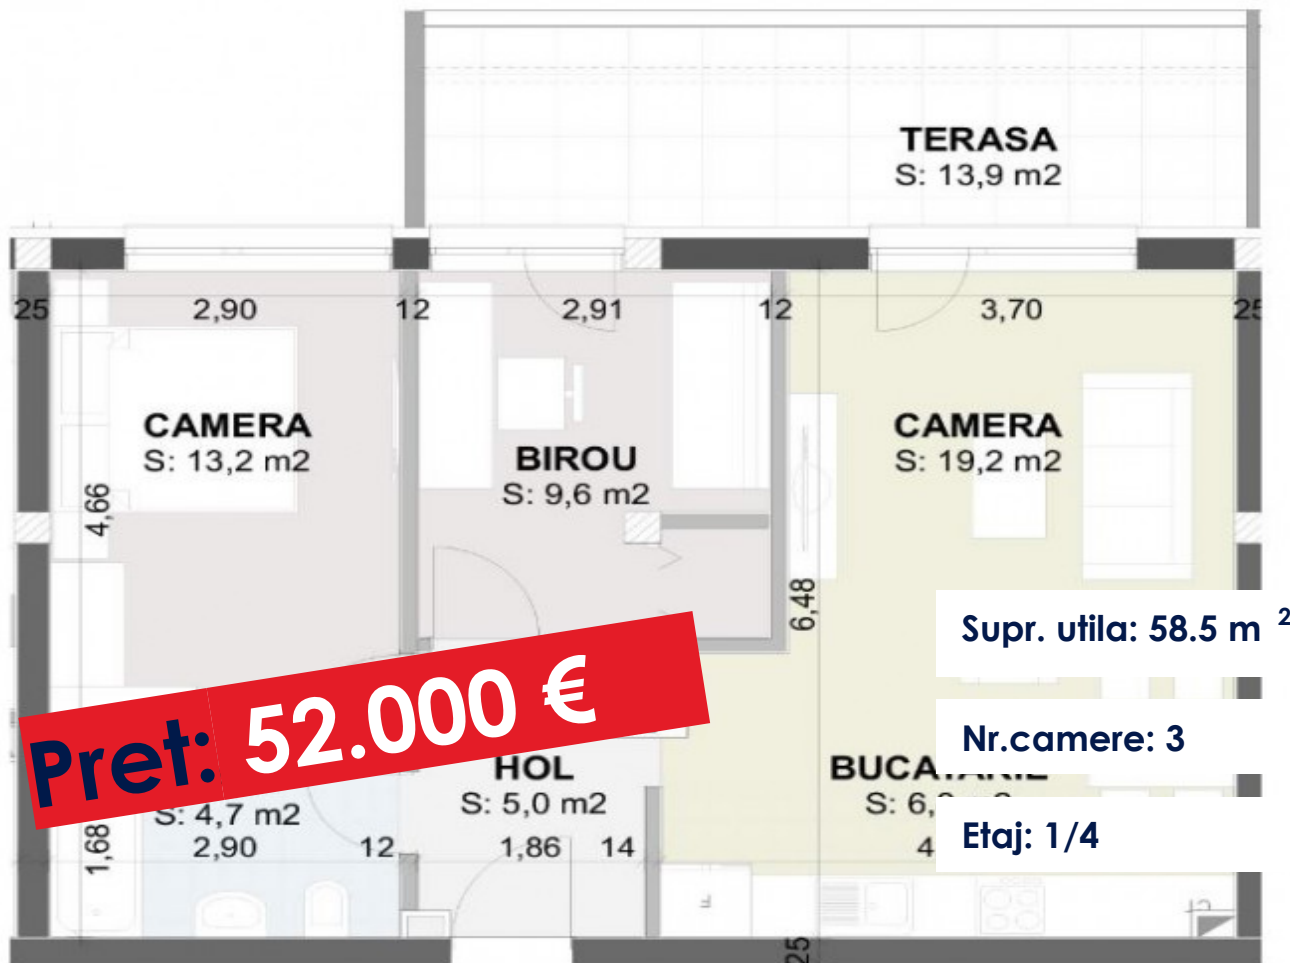 TERASA
S: 13,9 m2
25
2,90
12
2,91
12
3,70
25
CAMERA
S: 13,2 m2
BIROU
S: 9,6 m2
CAMERA
S: 19,2 m2
4,66
6,48
Supr. utila: 58.5 m 2
Pret: 52.000 €
Nr.camere: 3
HOL
S: 5,0 m2
S: 4,7 m2
Etaj: 1/4
1,68
2,90
12
1,86
14
4
25